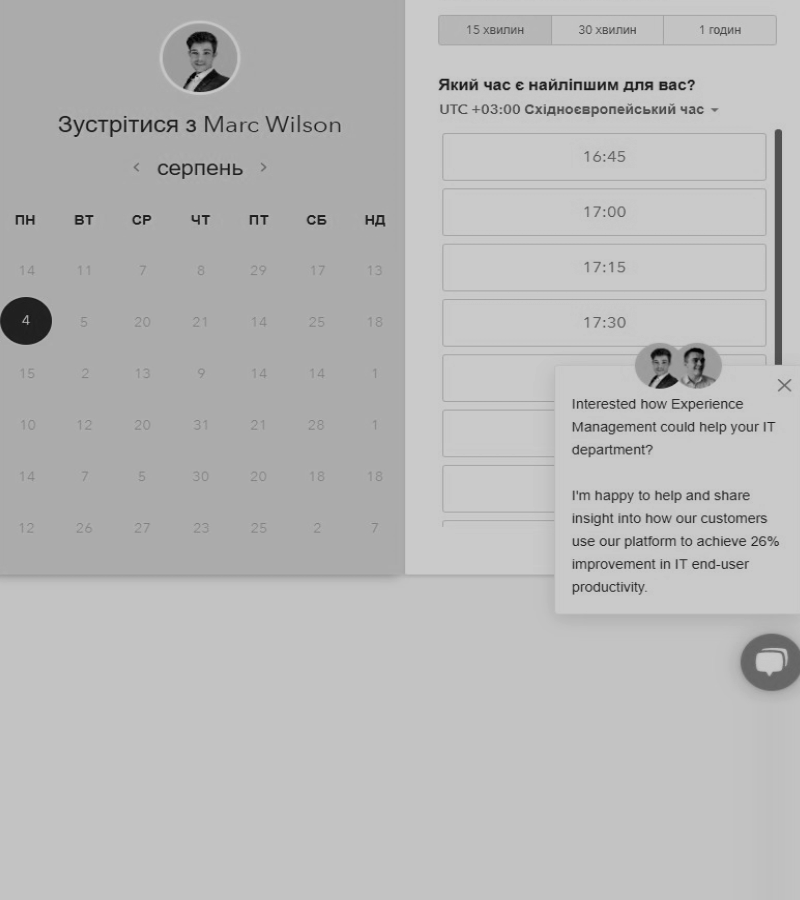 Зустрітися з Marc Wilson
серпень
ПН ВТ СР ЧТ ПТ СБ НД
14 11 7 8 29 17 13
4 5 20 21 14 25 18
15 2 13 9 14 14 1
10 12 20 31 21 28 1
14 7 5 30 20 18 18
12 26 27 23 25 2 7
15 хвилин 30 хвилин 1 годин
Який час є найліпшим для вас?
UTC +03:00 Східноєвропейський час
16:45
17:00
17:15
17:30
Interested how Experience
Management could help your IT
department?
I'm happy to help and share
insight into how our customers
use our platform to achieve 26%
improvement in IT end-user
productivity.